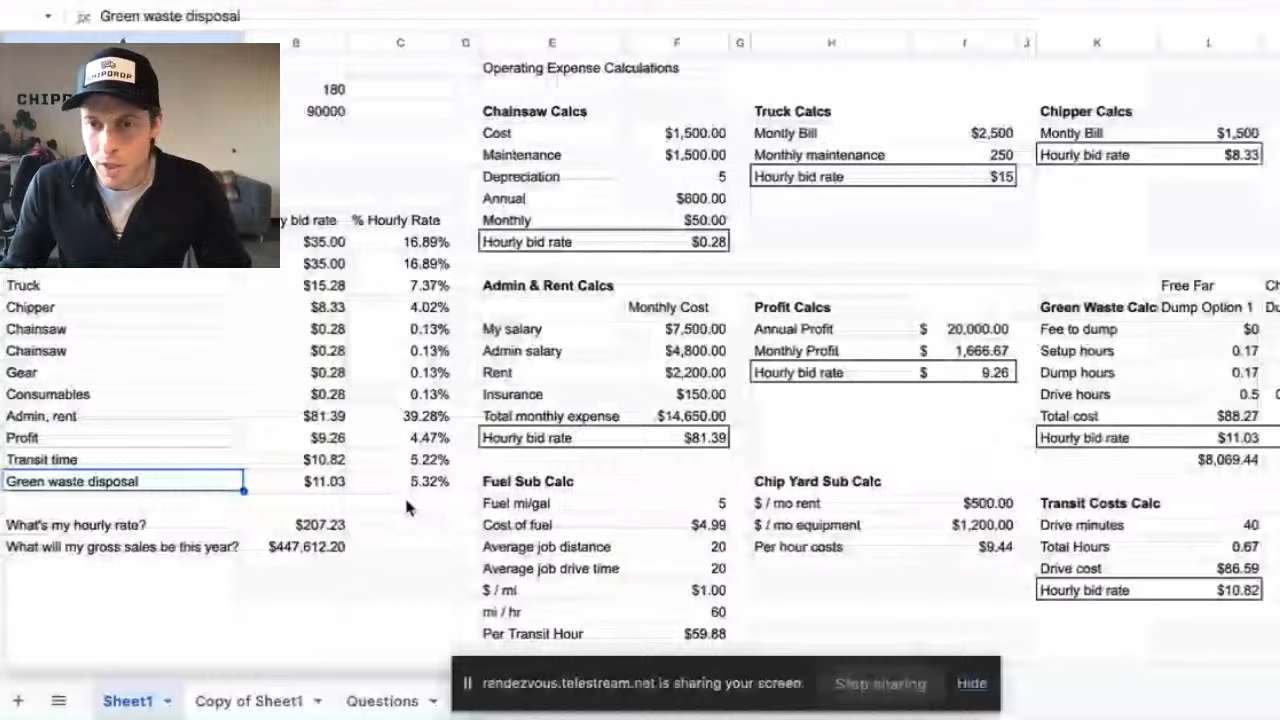 Green waste disposal
A B C D E F G H I J K L
CHIPDROP
Operating Expense Calculations
180
90000
Chainsaw Calcs
Cost $1,500.00
Maintenance $1,500.00
Depreciation 5
Annual $600.00
Monthly $50.00
Hourly bid rate $0.28
Truck Calcs
Montly Bill $2,500
Monthly maintenance 250
Hourly bid rate $15
Chipper Calcs
Montly Bill $1,500
Hourly bid rate $8.33
y bid rate % Hourly Rate
$35.00 16.89%
$35.00 16.89%
Truck $15.28 7.37%
Chipper $8.33 4.02%
Chainsaw $0.28 0.13%
Chainsaw $0.28 0.13%
Gear $0.28 0.13%
Consumables $0.28 0.13%
Admin, rent $81.39 39.28%
Profit $9.26 4.47%
Transit time $10.82 5.22%
Green waste disposal $11.03 5.32%
What's my hourly rate? $207.23
What will my gross sales be this year? $447,612.20
Admin & Rent Calcs
Monthly Cost
My salary $7,500.00
Admin salary $4,800.00
Rent $2,200.00
Insurance $150.00
Total monthly expense $14,650.00
Hourly bid rate $81.39
Profit Calcs
Annual Profit $ 20,000.00
Monthly Profit $ 1,666.67
Hourly bid rate $ 9.26
Free Far
Green Waste Calc Dump Option 1
Fee to dump $0
Setup hours 0.17
Dump hours 0.17
Drive hours 0.5
Total cost $88.27
Hourly bid rate $11.03
$8,069.44
Fuel Sub Calc
Fuel mi/gal 5
Cost of fuel $4.99
Average job distance 20
Average job drive time 20
$ / mi $1.00
mi / hr 60
Per Transit Hour $59.88
Chip Yard Sub Calc
$ / mo rent $500.00
$ / mo equipment $1,200.00
Per hour costs $9.44
Transit Costs Calc
Drive minutes 40
Total Hours 0.67
Drive cost $86.59
Hourly bid rate $10.82
rendezvous.telestream.net is sharing your screen. Stop sharing Hide
Sheet1 Copy of Sheet1 Questions